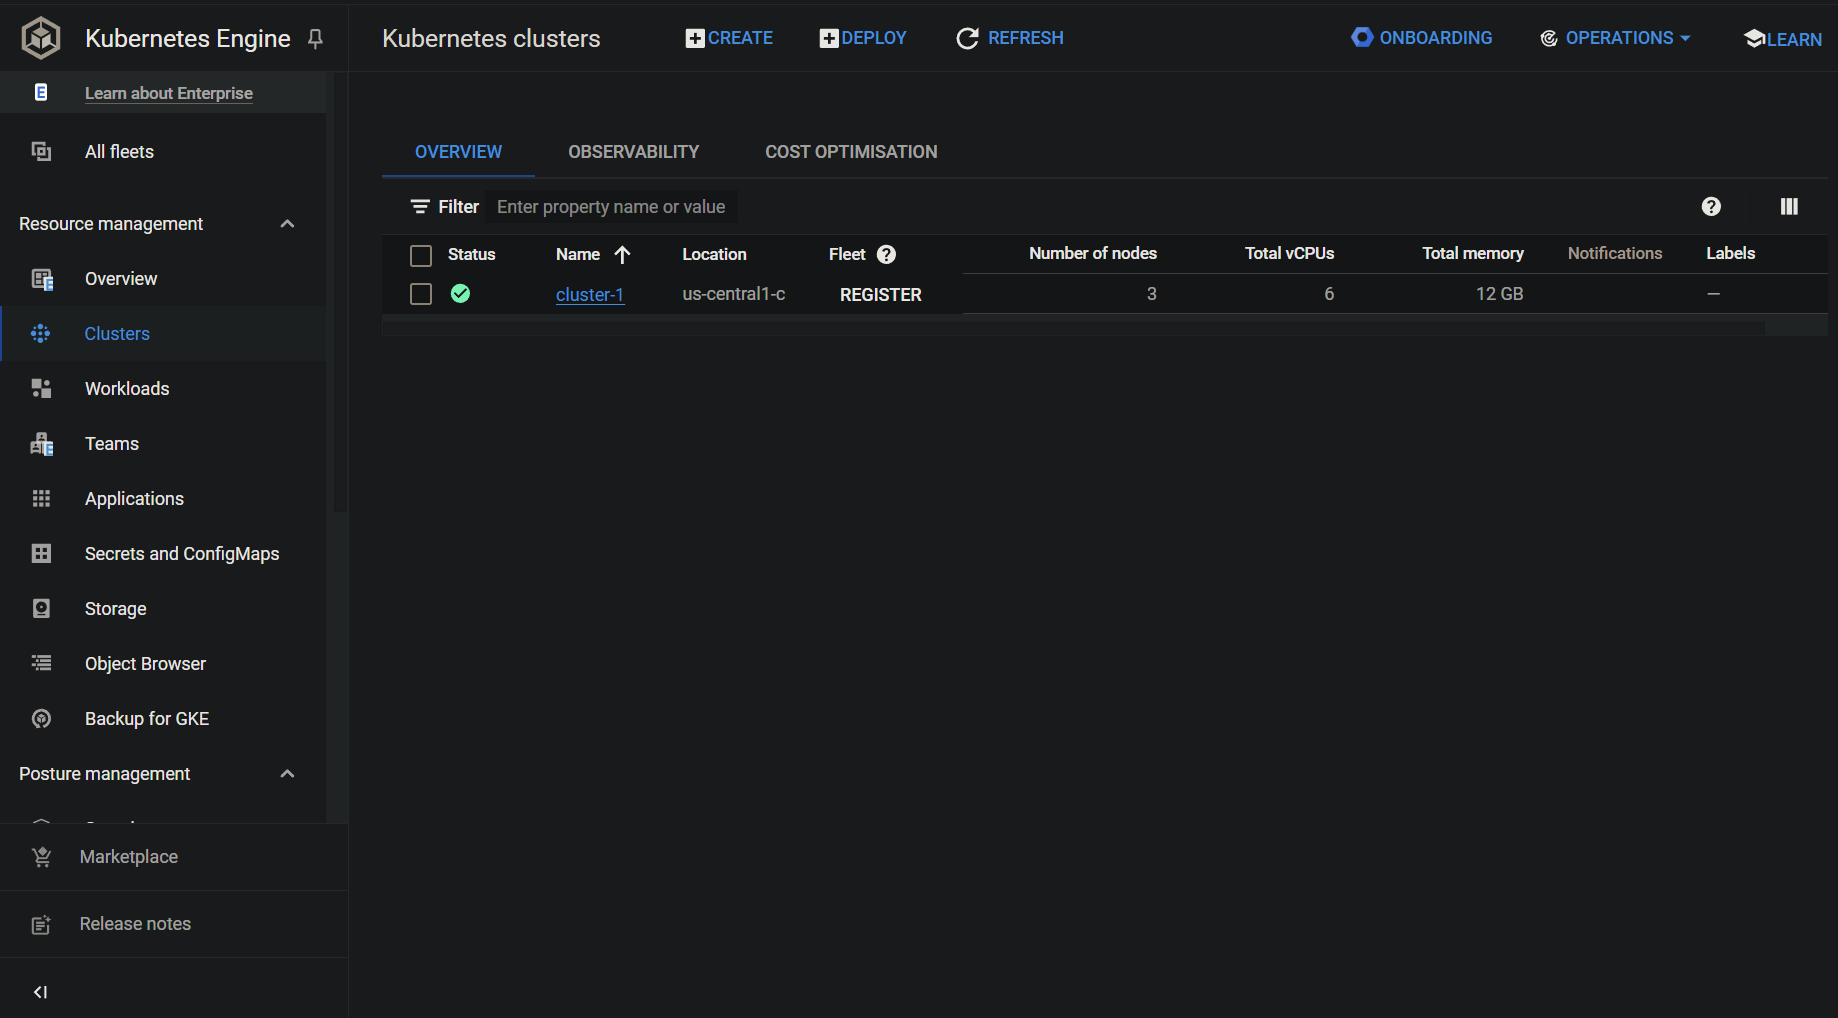 Kubernetes Engine
Kubernetes clusters
CREATE
DEPLOY
REFRESH
ONBOARDING
OPERATIONS
LEARN
E Learn about Enterprise
All fleets
Resource management
Overview
Clusters
Workloads
Teams
Applications
Secrets and ConfigMaps
Storage
Object Browser
Backup for GKE
Posture management
Marketplace
Release notes
OVERVIEW OBSERVABILITY COST OPTIMISATION
Filter Enter property name or value
Status Name Location Fleet Number of nodes Total vCPUs Total memory Notifications Labels
cluster-1 us-central1-c REGISTER 3 6 12 GB —